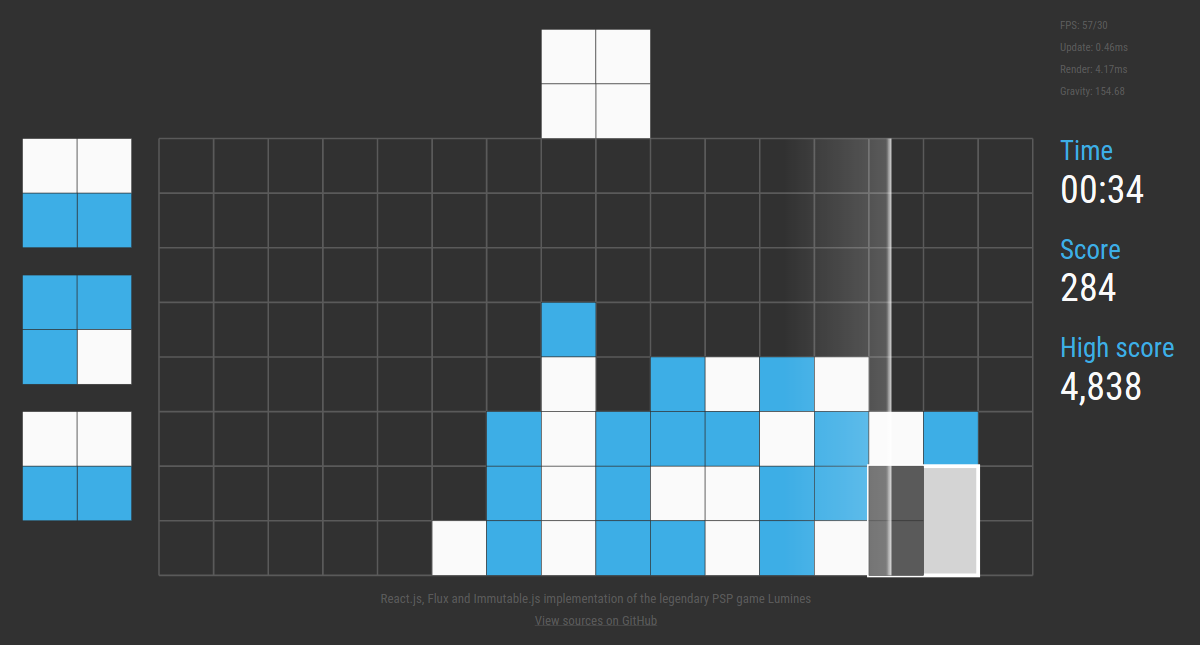 FPS: 57/30
Update: 0.46ms
Render: 4.17ms
Gravity: 154.68
Time
00:34
Score
284
High score
4,838
React.js, Flux and Immutable.js implementation of the legendary PSP game Lumines
View sources on GitHub